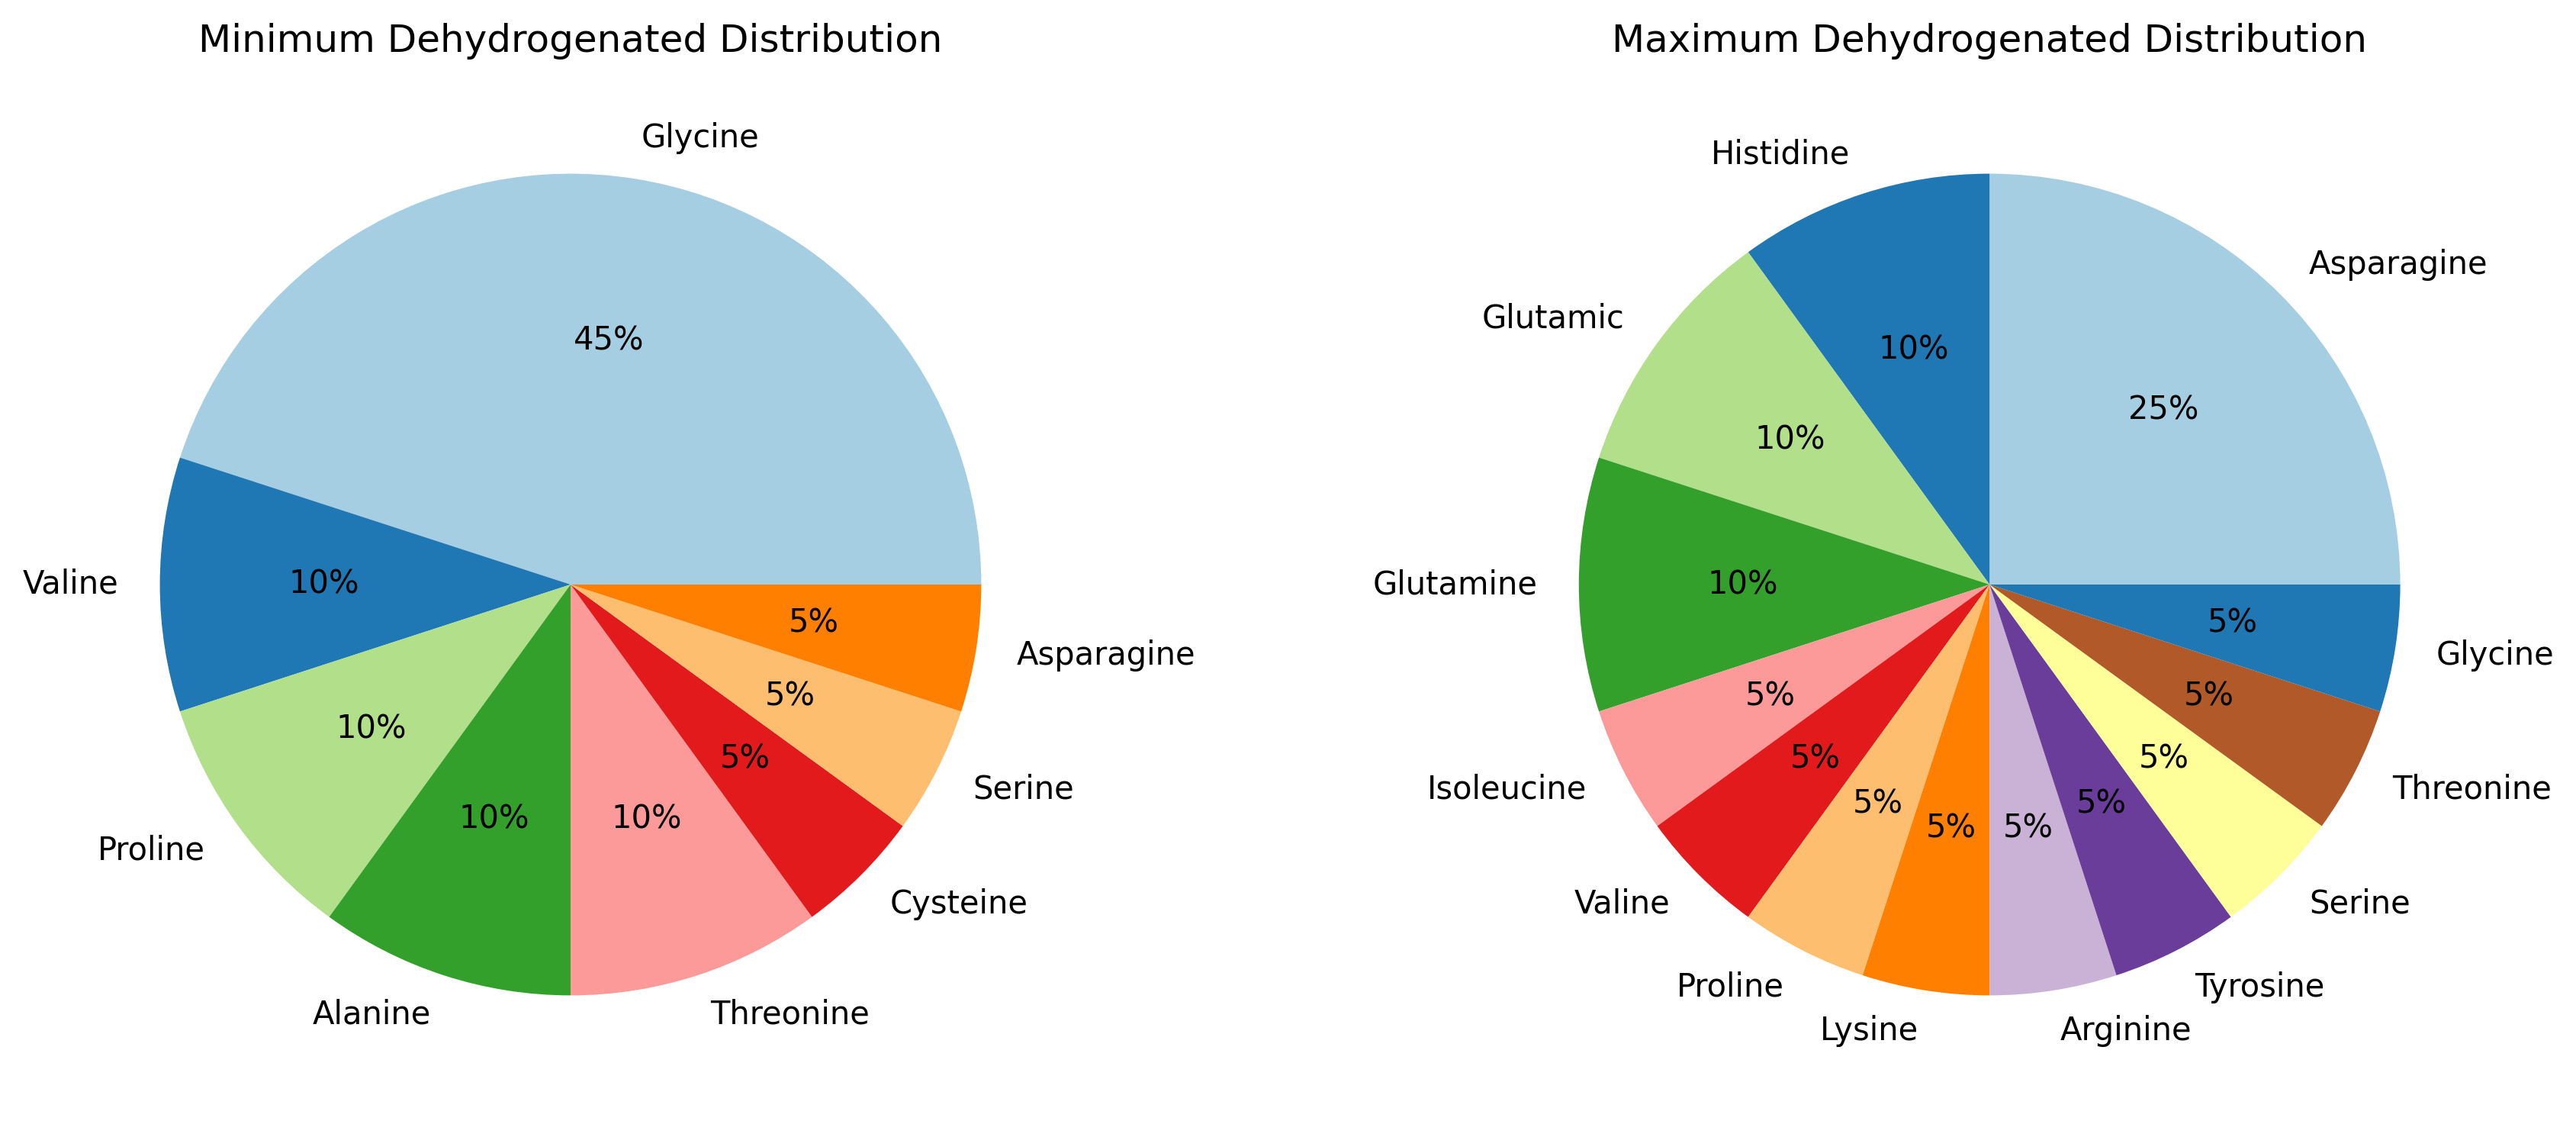 Minimum Dehydrogenated Distribution
Glycine
45%
Valine
10%
Proline
10%
Alanine
10%
Threonine
10%
Cysteine
5%
Serine
5%
Asparagine
5%
Maximum Dehydrogenated Distribution
Asparagine
25%
Histidine
10%
Glutamic
10%
Glutamine
10%
Isoleucine
5%
Valine
5%
Proline
5%
Lysine
5%
Arginine
5%
Tyrosine
5%
Serine
5%
Threonine
5%
Glycine
5%